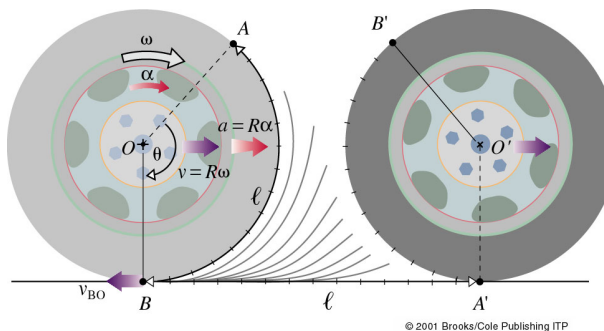 A
B'
ω
α
a = Rα
O
θ
v = Rω
O'
ℓ
v_BO
B
ℓ
A'
© 2001 Brooks/Cole Publishing ITP